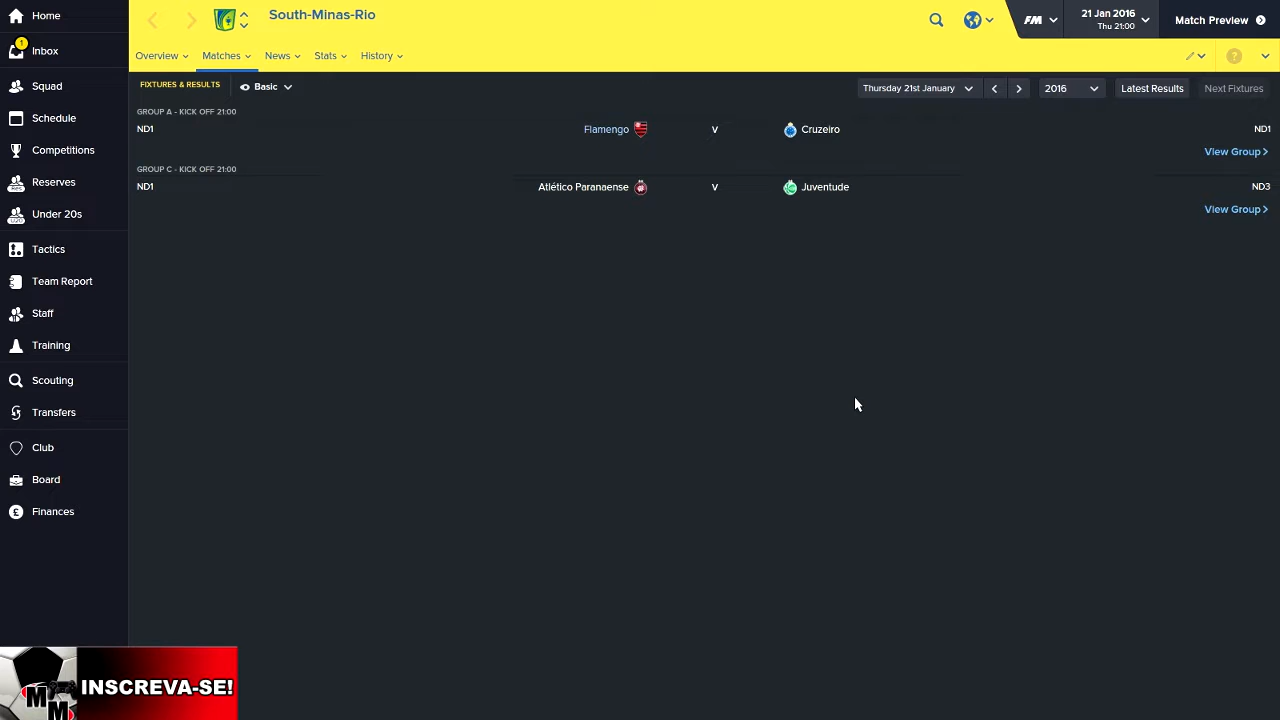 Home
1
Inbox
Squad
Schedule
Competitions
Reserves
Under 20s
Tactics
Team Report
Staff
Training
Scouting
Transfers
Club
Board
Finances
South-Minas-Rio
FM
21 Jan 2016
Thu 21:00
Match Preview
Overview Matches News Stats History
?
FIXTURES & RESULTS Basic Thursday 21st January 2016 Latest Results Next Fixtures
GROUP A - KICK OFF 21:00
ND1 Flamengo V Cruzeiro ND1
View Group
GROUP C - KICK OFF 21:00
ND1 Atlético Paranaense V Juventude ND3
View Group
MM INSCREVA-SE!